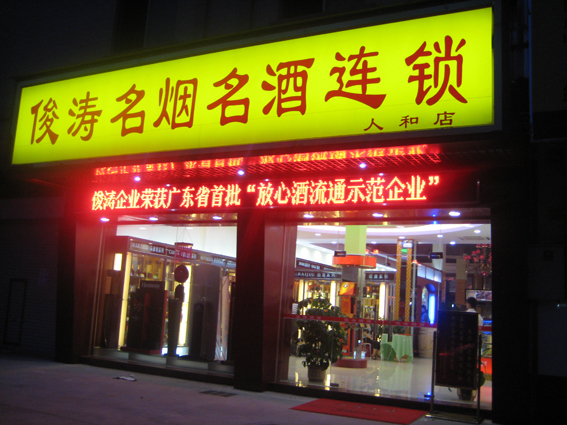 俊涛名烟名酒连锁
人和店
俊涛企业荣获广东省首批“放心酒流通示范企业”